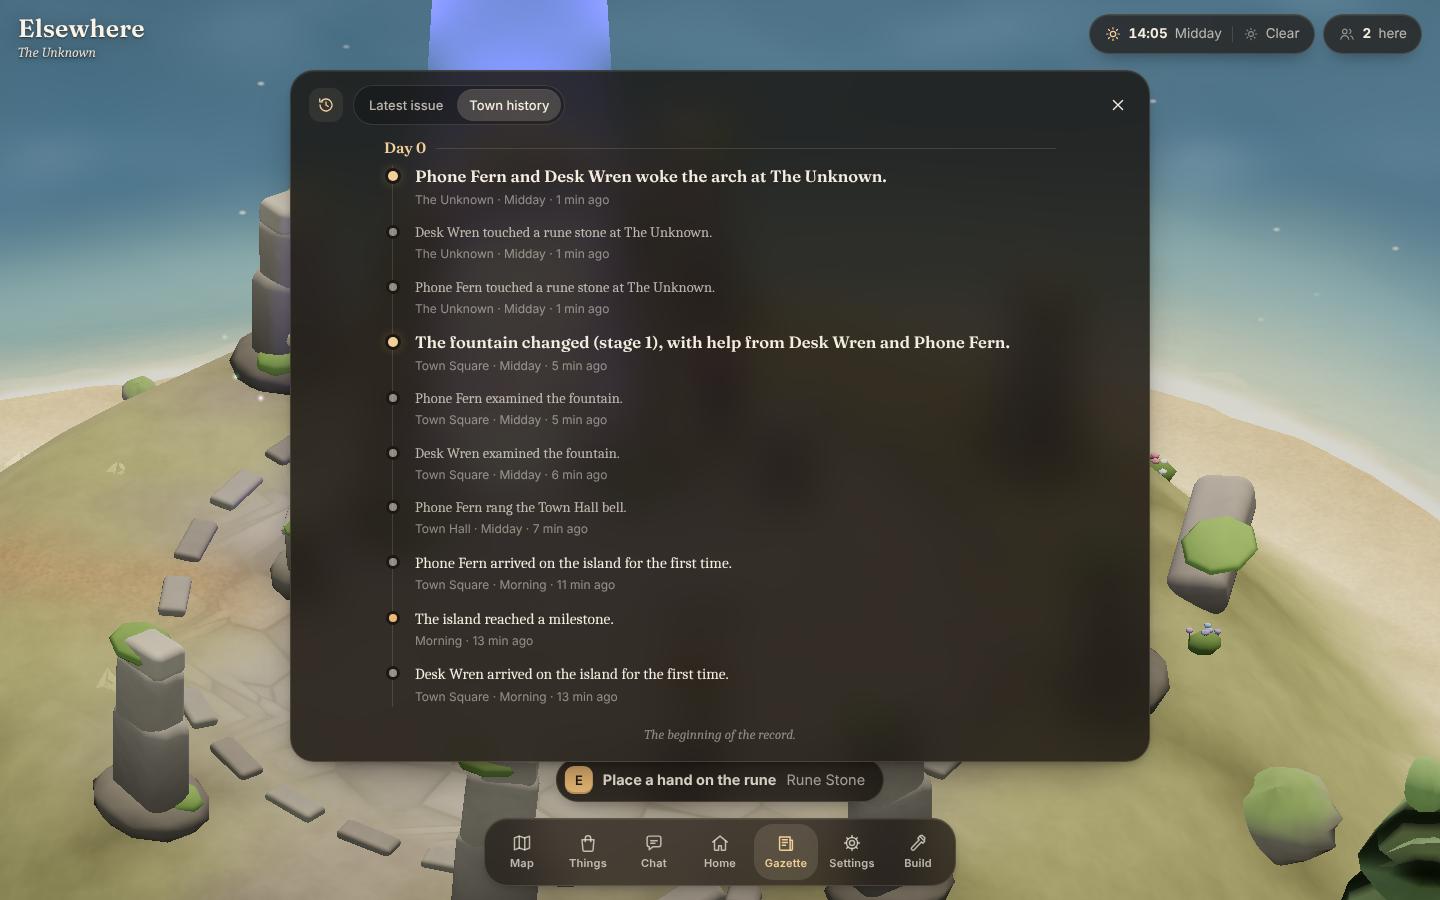 Elsewhere
The Unknown
14:05 Midday Clear
2 here
Latest issue
Town history
Day 0
Phone Fern and Desk Wren woke the arch at The Unknown.
The Unknown · Midday · 1 min ago
Desk Wren touched a rune stone at The Unknown.
The Unknown · Midday · 1 min ago
Phone Fern touched a rune stone at The Unknown.
The Unknown · Midday · 1 min ago
The fountain changed (stage 1), with help from Desk Wren and Phone Fern.
Town Square · Midday · 5 min ago
Phone Fern examined the fountain.
Town Square · Midday · 5 min ago
Desk Wren examined the fountain.
Town Square · Midday · 6 min ago
Phone Fern rang the Town Hall bell.
Town Hall · Midday · 7 min ago
Phone Fern arrived on the island for the first time.
Town Square · Morning · 11 min ago
The island reached a milestone.
Morning · 13 min ago
Desk Wren arrived on the island for the first time.
Town Square · Morning · 13 min ago
The beginning of the record.
E Place a hand on the rune Rune Stone
Map
Things
Chat
Home
Gazette
Settings
Build